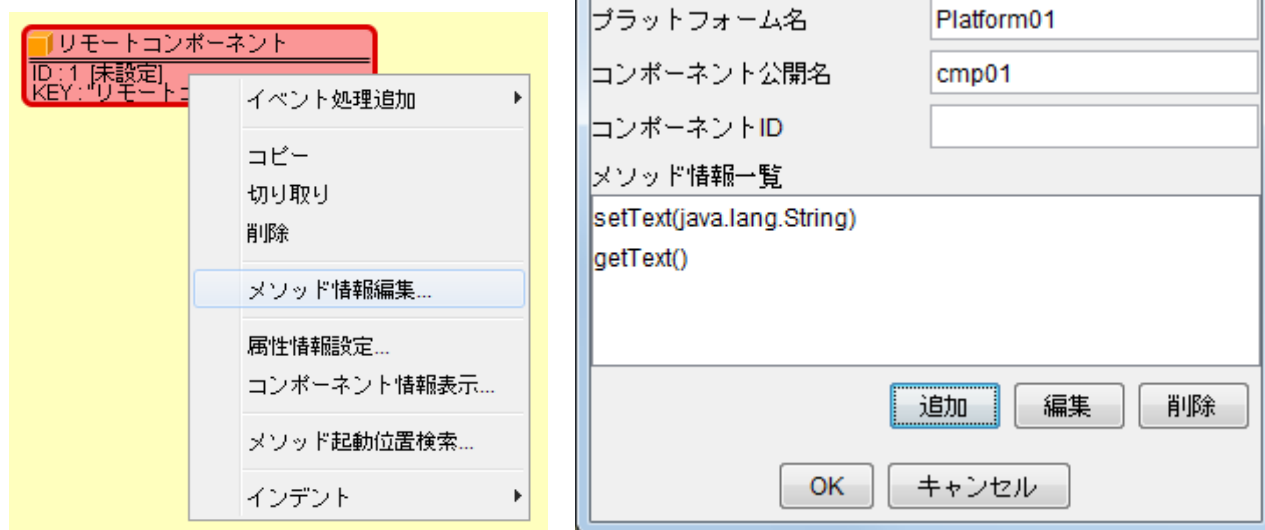 リモートコンポーネント
ID : 1 [未設定]
KEY : "リモートコ
イベント処理追加
コピー
切り取り
削除
メソッド情報編集...
属性情報設定...
コンポーネント情報表示...
メソッド起動位置検索...
インデント
プラットフォーム名
Platform01
コンポーネント公開名
cmp01
コンポーネントID
メソッド情報一覧
setText(java.lang.String)
getText()
追加
編集
削除
OK
キャンセル